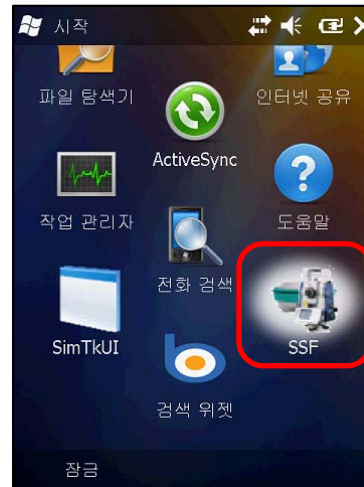 시작
파일 탐색기
인터넷 공유
ActiveSync
작업 관리자
도움말
전화 검색
SimTkUI
SSF
검색 위젯
잠금